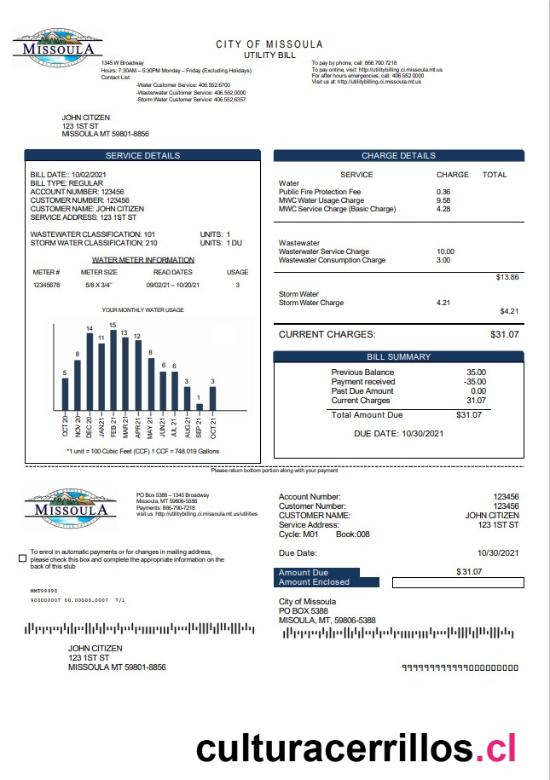 MISSOULA
CITY OF MISSOULA
UTILITY BILL
1345 W Broadway
Hours: 7:30AM – 5:30PM Monday – Friday (Excluding Holidays)
Contact List:
-Water Customer Service: 406.552.6700
-Wastewater Customer Service: 406.552.0000
-Storm Water Customer Service: 406.552.6357
To pay by phone, call: 866.790.7218
To pay online, visit: http://utilitybilling.ci.missoula.mt.us
For after hours emergencies, call: 406.552.0000
Visit us at: utilitybilling.ci.missoula.mt.us
JOHN CITIZEN
123 1ST ST
MISSOULA MT 59801-8856
SERVICE DETAILS
BILL DATE:: 10/02/2021
BILL TYPE: REGULAR
ACCOUNT NUMBER: 123456
CUSTOMER NUMBER: 123456
CUSTOMER NAME: JOHN CITIZEN
SERVICE ADDRESS: 123 1ST ST
WASTEWATER CLASSIFICATION: 101 UNITS: 1
STORM WATER CLASSIFICATION: 210 UNITS: 1 DU
WATER METER INFORMATION
METER # METER SIZE READ DATES USAGE
12345678 5/8 X 3/4" 09/02/21 – 10/20/21 3
YOUR MONTHLY WATER USAGE
5 8 14 11 15 13 12 8 6 6 3 1 3
OCT 20 NOV 20 DEC 20 JAN 21 FEB 21 MAR 21 APR 21 MAY 21 JUN 21 JUL 21 AUG 21 SEP 21 OCT 21
*1 unit = 100 Cubic Feet (CCF) 1 CCF = 748.019 Gallons
CHARGE DETAILS
SERVICE CHARGE TOTAL
Water
Public Fire Protection Fee 0.36
MWC Water Usage Charge 9.58
MWC Service Charge (Basic Charge) 4.28
Wastewater
Wastewater Service Charge 10.00
Wastewater Consumption Charge 3.00
$13.86
Storm Water
Storm Water Charge 4.21
$4.21
CURRENT CHARGES: $31.07
BILL SUMMARY
Previous Balance 35.00
Payment received -35.00
Past Due Amount 0.00
Current Charges 31.07
Total Amount Due $31.07
DUE DATE: 10/30/2021
Please return bottom portion along with your payment
MISSOULA
PO Box 5388 – 1345 Broadway
Missoula, MT 59806-5388
Payments: 866-790-7218
visit us http://utilitybilling.ci.missoula.mt.us/utilities
To enrol in automatic payments or for changes in mailing address,
please check this box and complete the appropriate information on the
back of this stub
Account Number: 123456
Customer Number: 123456
CUSTOMER NAME: JOHN CITIZEN
Service Address: 123 1ST ST
Cycle: M01 Book:008
Due Date: 10/30/2021
Amount Due $31.07
Amount Enclosed
90000007 00.00000.0007 7/1
City of Missoula
PO BOX 5388
MISOULA, MT, 59806-5388
JOHN CITIZEN
123 1ST ST
MISSOULA MT 59801-8856
culturacerrillos.cl